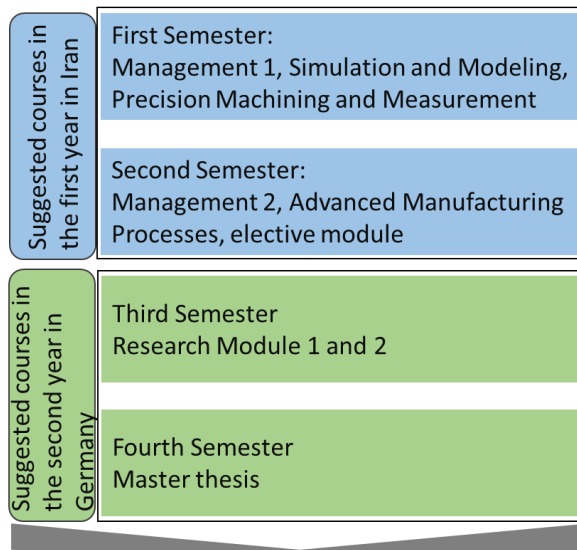 Suggested courses in
the first year in Iran
First Semester:
Management 1, Simulation and Modeling,
Precision Machining and Measurement
Second Semester:
Management 2, Advanced Manufacturing
Processes, elective module
Suggested courses in
the second year in
Germany
Third Semester
Research Module 1 and 2
Fourth Semester
Master thesis